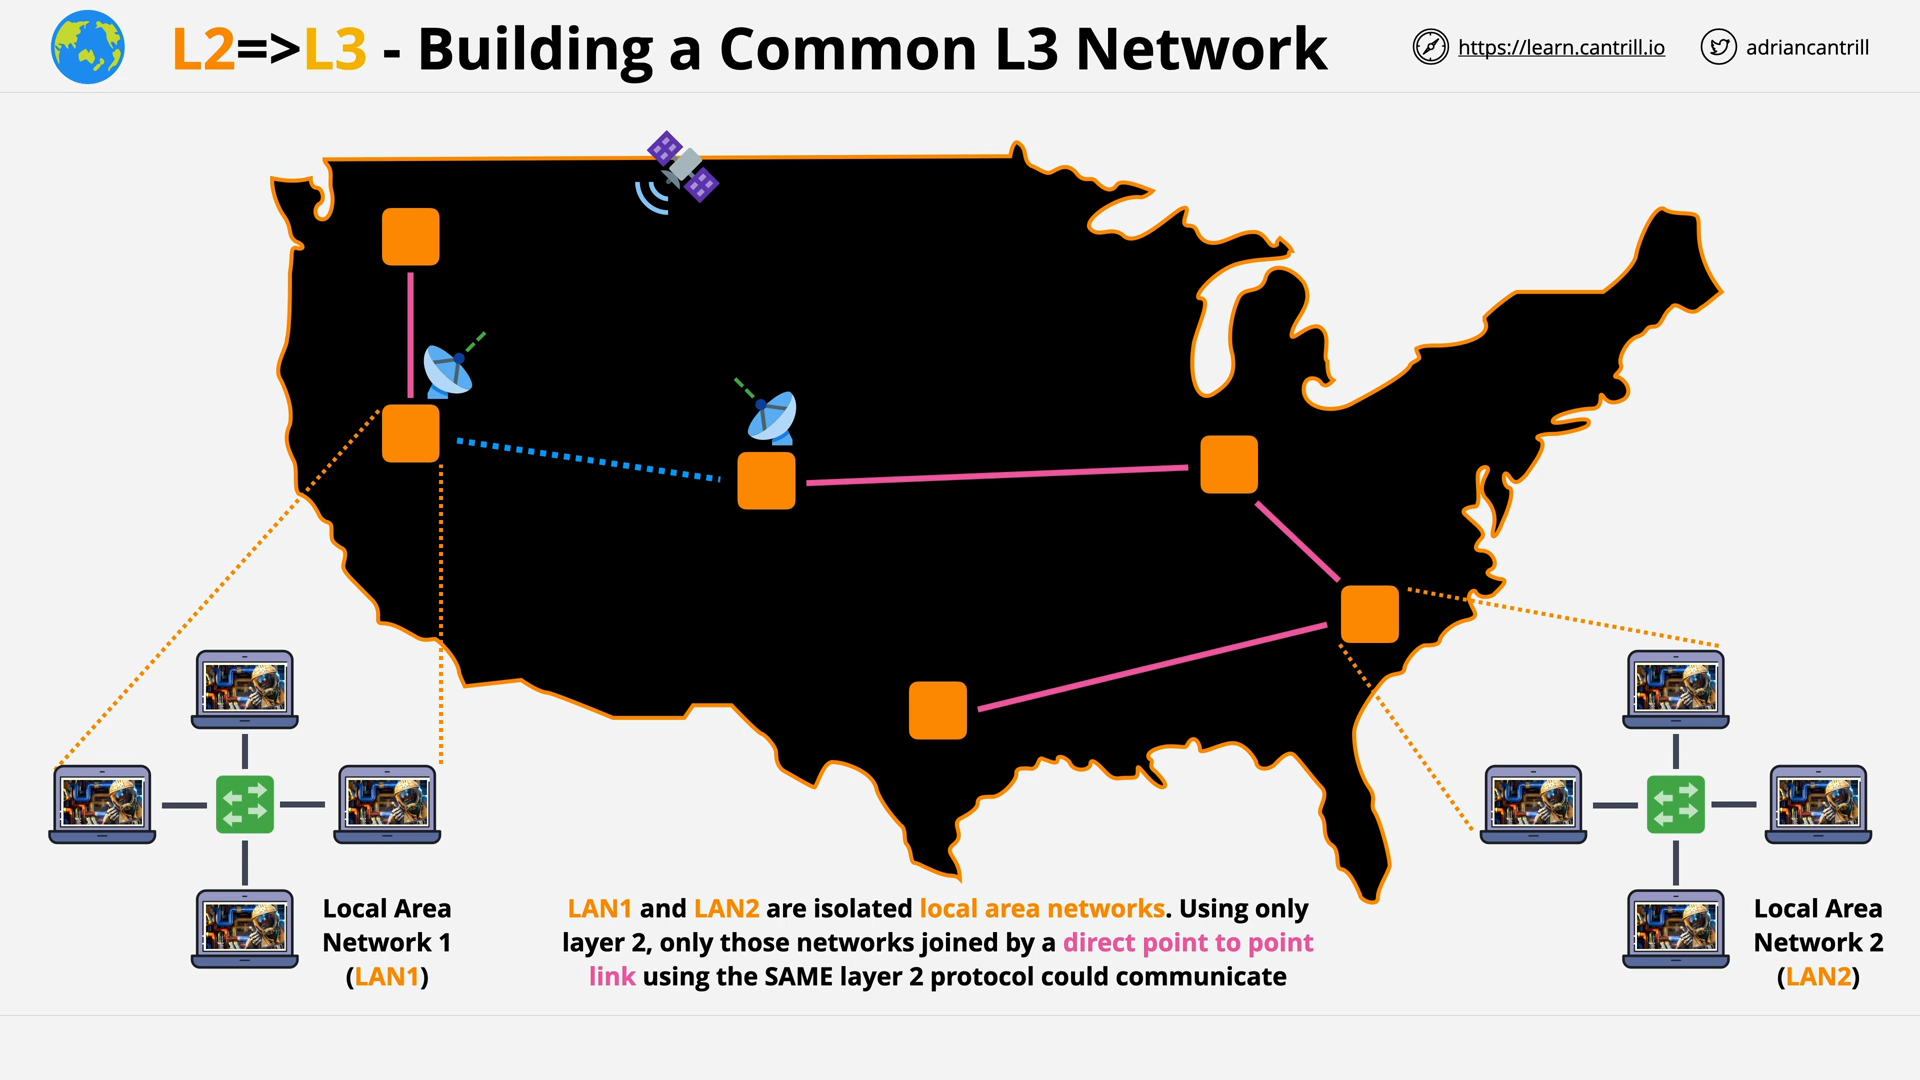 L2=>L3 - Building a Common L3 Network
https://learn.cantrill.io
adriancantrill
Local Area
Network 1
(LAN1)
LAN1 and LAN2 are isolated local area networks. Using only
layer 2, only those networks joined by a direct point to point
link using the SAME layer 2 protocol could communicate
Local Area
Network 2
(LAN2)